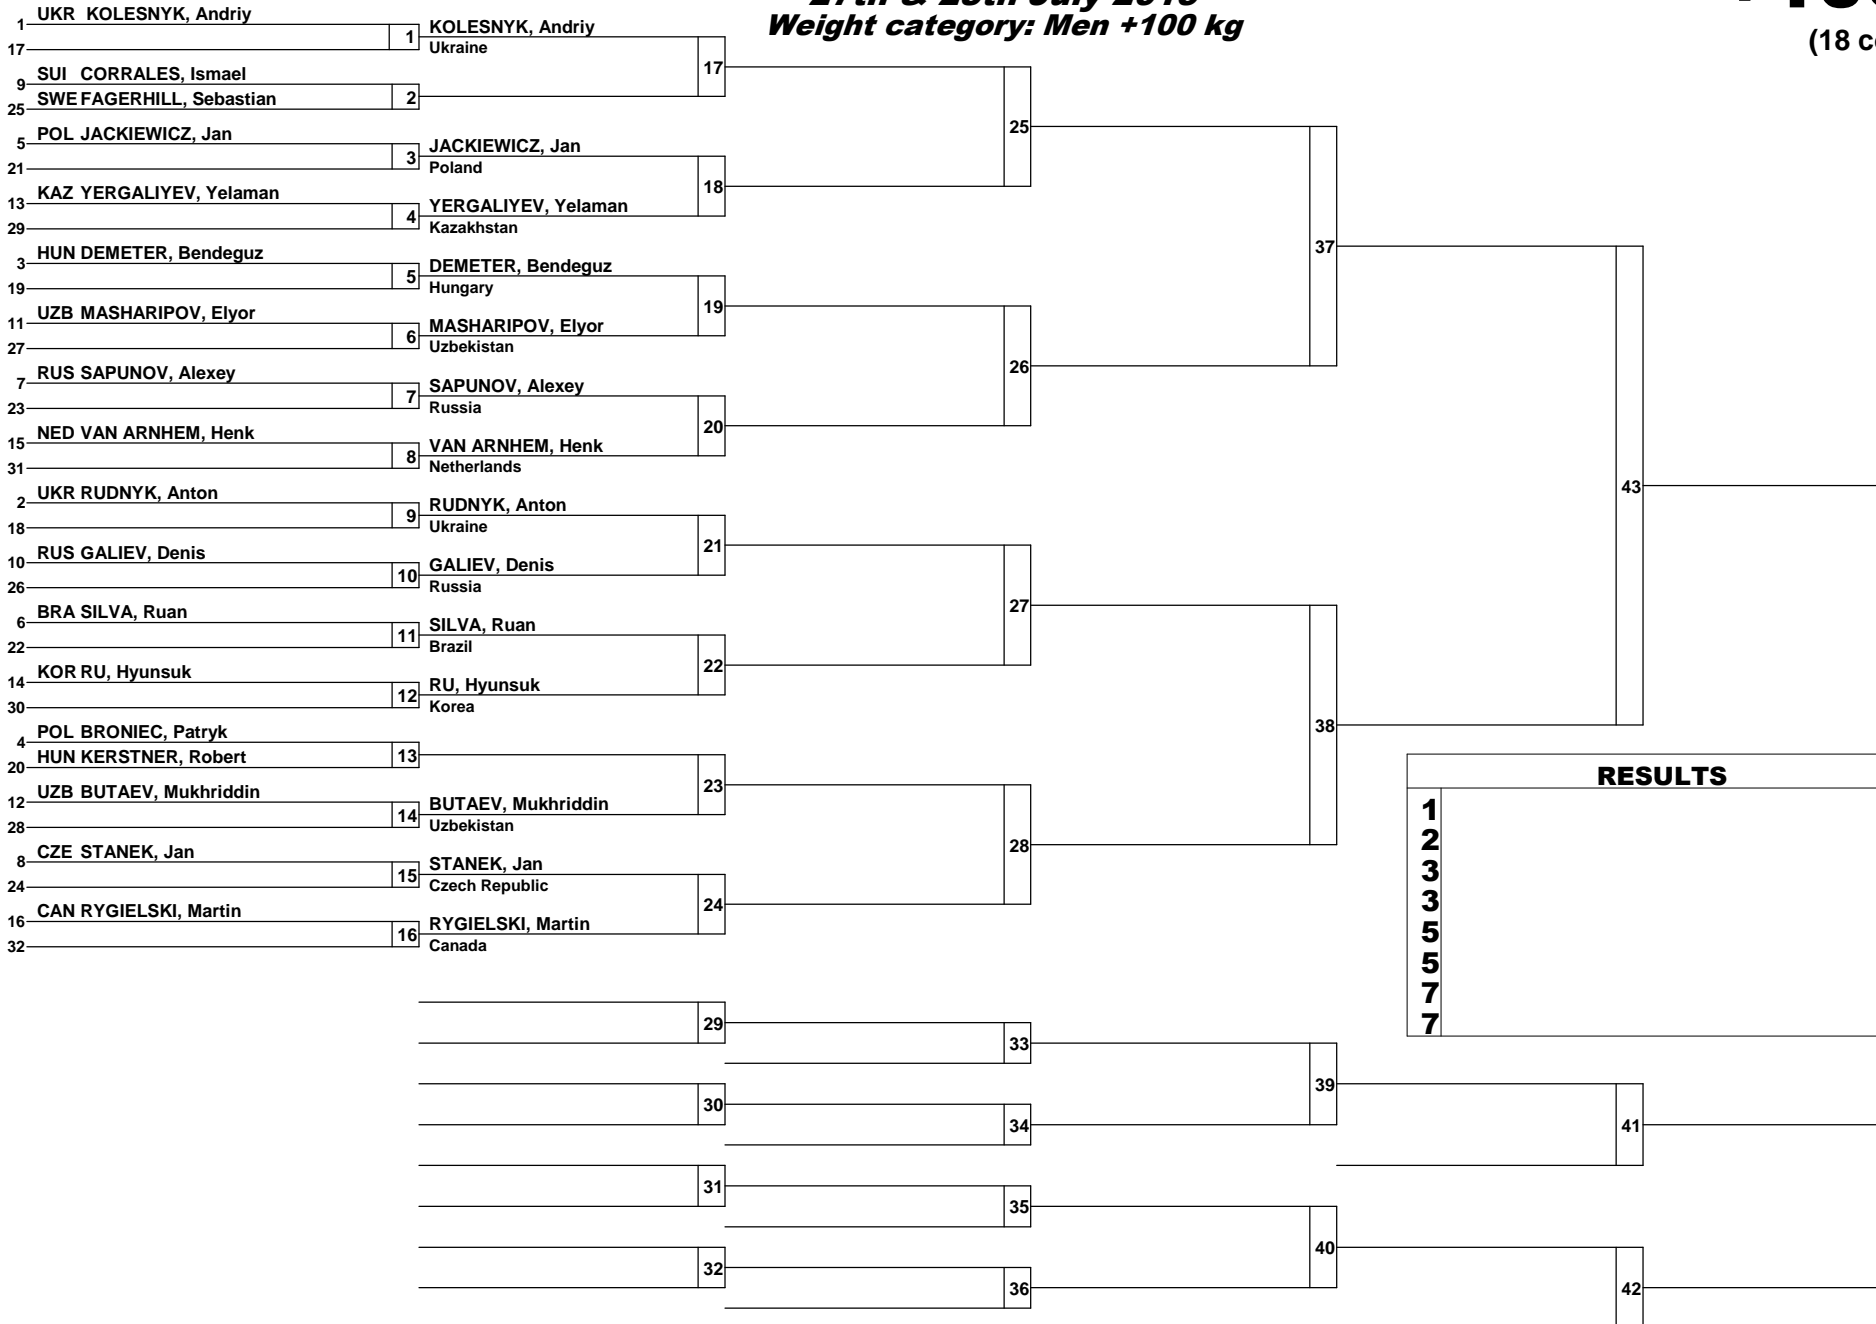 Weight category: Men +100 kg
(18
1 UKR KOLESNYK, Andriy
17
1
KOLESNYK, Andriy
Ukraine
17
9 SUI CORRALES, Ismael
25 SWE FAGERHILL, Sebastian
2
25
5 POL JACKIEWICZ, Jan
21
3
JACKIEWICZ, Jan
Poland
18
13 KAZ YERGALIYEV, Yelaman
29
4
YERGALIYEV, Yelaman
Kazakhstan
37
3 HUN DEMETER, Bendeguz
19
5
DEMETER, Bendeguz
Hungary
19
11 UZB MASHARIPOV, Elyor
27
6
MASHARIPOV, Elyor
Uzbekistan
26
7 RUS SAPUNOV, Alexey
23
7
SAPUNOV, Alexey
Russia
20
15 NED VAN ARNHEM, Henk
31
8
VAN ARNHEM, Henk
Netherlands
43
2 UKR RUDNYK, Anton
18
9
RUDNYK, Anton
Ukraine
21
10 RUS GALIEV, Denis
26
10
GALIEV, Denis
Russia
27
6 BRA SILVA, Ruan
22
11
SILVA, Ruan
Brazil
22
14 KOR RU, Hyunsuk
30
12
RU, Hyunsuk
Korea
38
4 POL BRONIEC, Patryk
20 HUN KERSTNER, Robert
13
23
12 UZB BUTAEV, Mukhriddin
28
14
BUTAEV, Mukhriddin
Uzbekistan
28
8 CZE STANEK, Jan
24
15
STANEK, Jan
Czech Republic
24
16 CAN RYGIELSKI, Martin
32
16
RYGIELSKI, Martin
Canada
RESULTS
1
2
3
3
5
5
7
7
29
33
39
30
34
41
31
35
40
32
36
42